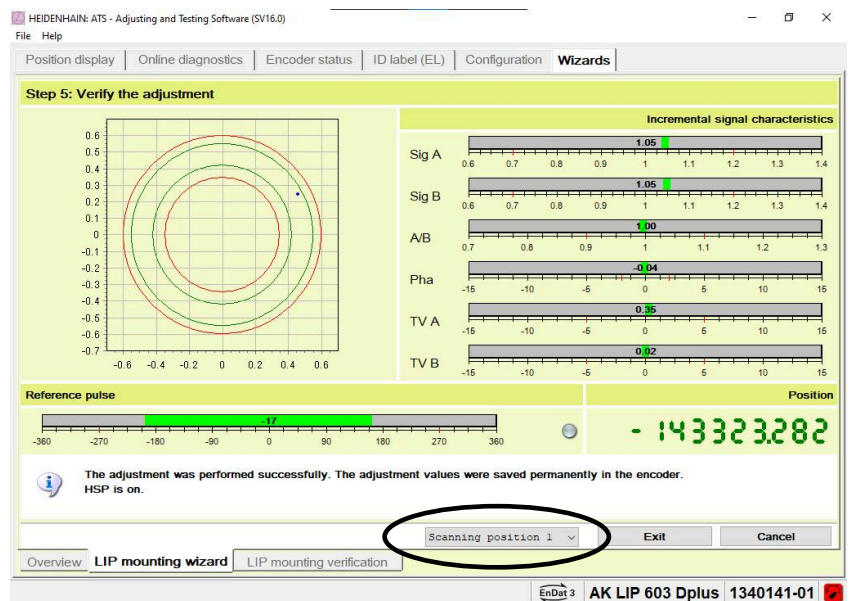 HEIDENHAIN: ATS - Adjusting and Testing Software (SV16.0)
File Help
Position display Online diagnostics Encoder status ID label (EL) Configuration Wizards
Step 5: Verify the adjustment
Incremental signal characteristics
0.6
0.5
0.4
0.3
0.2
0.1
0
-0.1
-0.2
-0.3
-0.4
-0.5
-0.6
-0.7
-0.6 -0.4 -0.2 0 0.2 0.4 0.6
Sig A 1.05
0.6 0.7 0.8 0.9 1 1.1 1.2 1.3 1.4
Sig B 1.05
0.6 0.7 0.8 0.9 1 1.1 1.2 1.3 1.4
A/B 1.00
0.7 0.8 0.9 1 1.1 1.2 1.3
Pha -0.04
-15 -10 -5 0 5 10 15
TV A 0.35
-15 -10 -5 0 5 10 15
TV B 0.02
-15 -10 -5 0 5 10 15
Reference pulse
-17
-360 -270 -180 -90 0 90 180 270 360
Position
-143323.282
The adjustment was performed successfully. The adjustment values were saved permanently in the encoder.
HSP is on.
Scanning position 1 Exit Cancel
Overview LIP mounting wizard LIP mounting verification
EnDat 3 AK LIP 603 Dplus 1340141-01